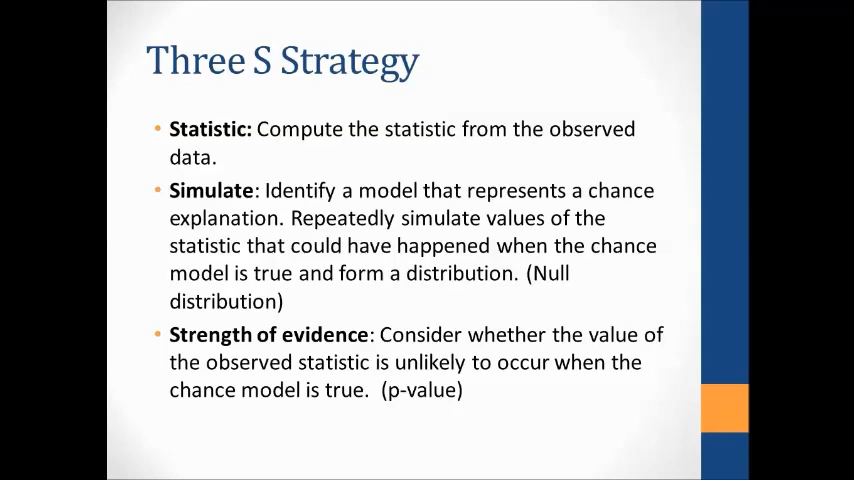 Three S Strategy
• Statistic: Compute the statistic from the observed
data.
• Simulate: Identify a model that represents a chance
explanation. Repeatedly simulate values of the
statistic that could have happened when the chance
model is true and form a distribution. (Null
distribution)
• Strength of evidence: Consider whether the value of
the observed statistic is unlikely to occur when the
chance model is true. (p-value)